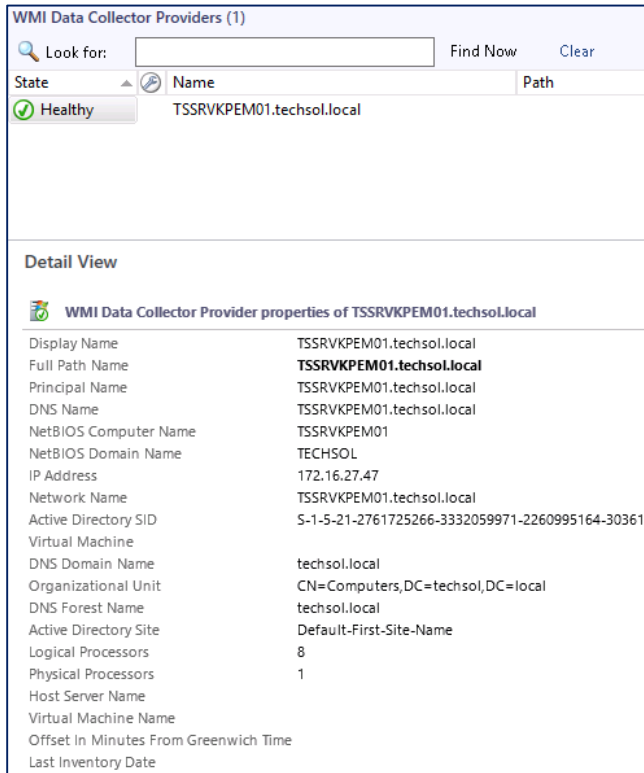 WMI Data Collector Providers (1)
Look for: Find Now Clear
State Name Path
Healthy TSSRVKPEM01.techsol.local
Detail View
WMI Data Collector Provider properties of TSSRVKPEM01.techsol.local
Display Name TSSRVKPEM01.techsol.local
Full Path Name TSSRVKPEM01.techsol.local
Principal Name TSSRVKPEM01.techsol.local
DNS Name TSSRVKPEM01.techsol.local
NetBIOS Computer Name TSSRVKPEM01
NetBIOS Domain Name TECHSOL
IP Address 172.16.27.47
Network Name TSSRVKPEM01.techsol.local
Active Directory SID S-1-5-21-2761725266-3332059971-2260995164-30361
Virtual Machine
DNS Domain Name techsol.local
Organizational Unit CN=Computers,DC=techsol,DC=local
DNS Forest Name techsol.local
Active Directory Site Default-First-Site-Name
Logical Processors 8
Physical Processors 1
Host Server Name
Virtual Machine Name
Offset In Minutes From Greenwich Time
Last Inventory Date